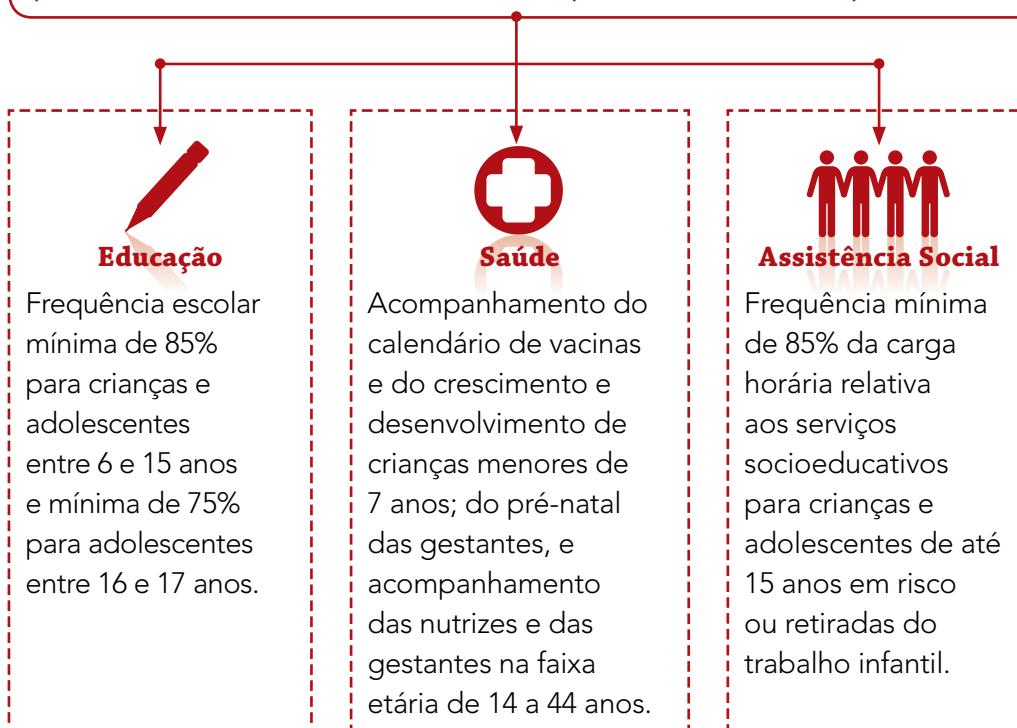 Educação
Frequência escolar
mínima de 85%
para crianças e
adolescentes
entre 6 e 15 anos
e mínima de 75%
para adolescentes
entre 16 e 17 anos.
Saúde
Acompanhamento do
calendário de vacinas
e do crescimento e
desenvolvimento de
crianças menores de
7 anos; do pré-natal
das gestantes, e
acompanhamento
das nutrizes e das
gestantes na faixa
etária de 14 a 44 anos.
Assistência Social
Frequência mínima
de 85% da carga
horária relativa
aos serviços
socioeducativos
para crianças e
adolescentes de até
15 anos em risco
ou retiradas do
trabalho infantil.